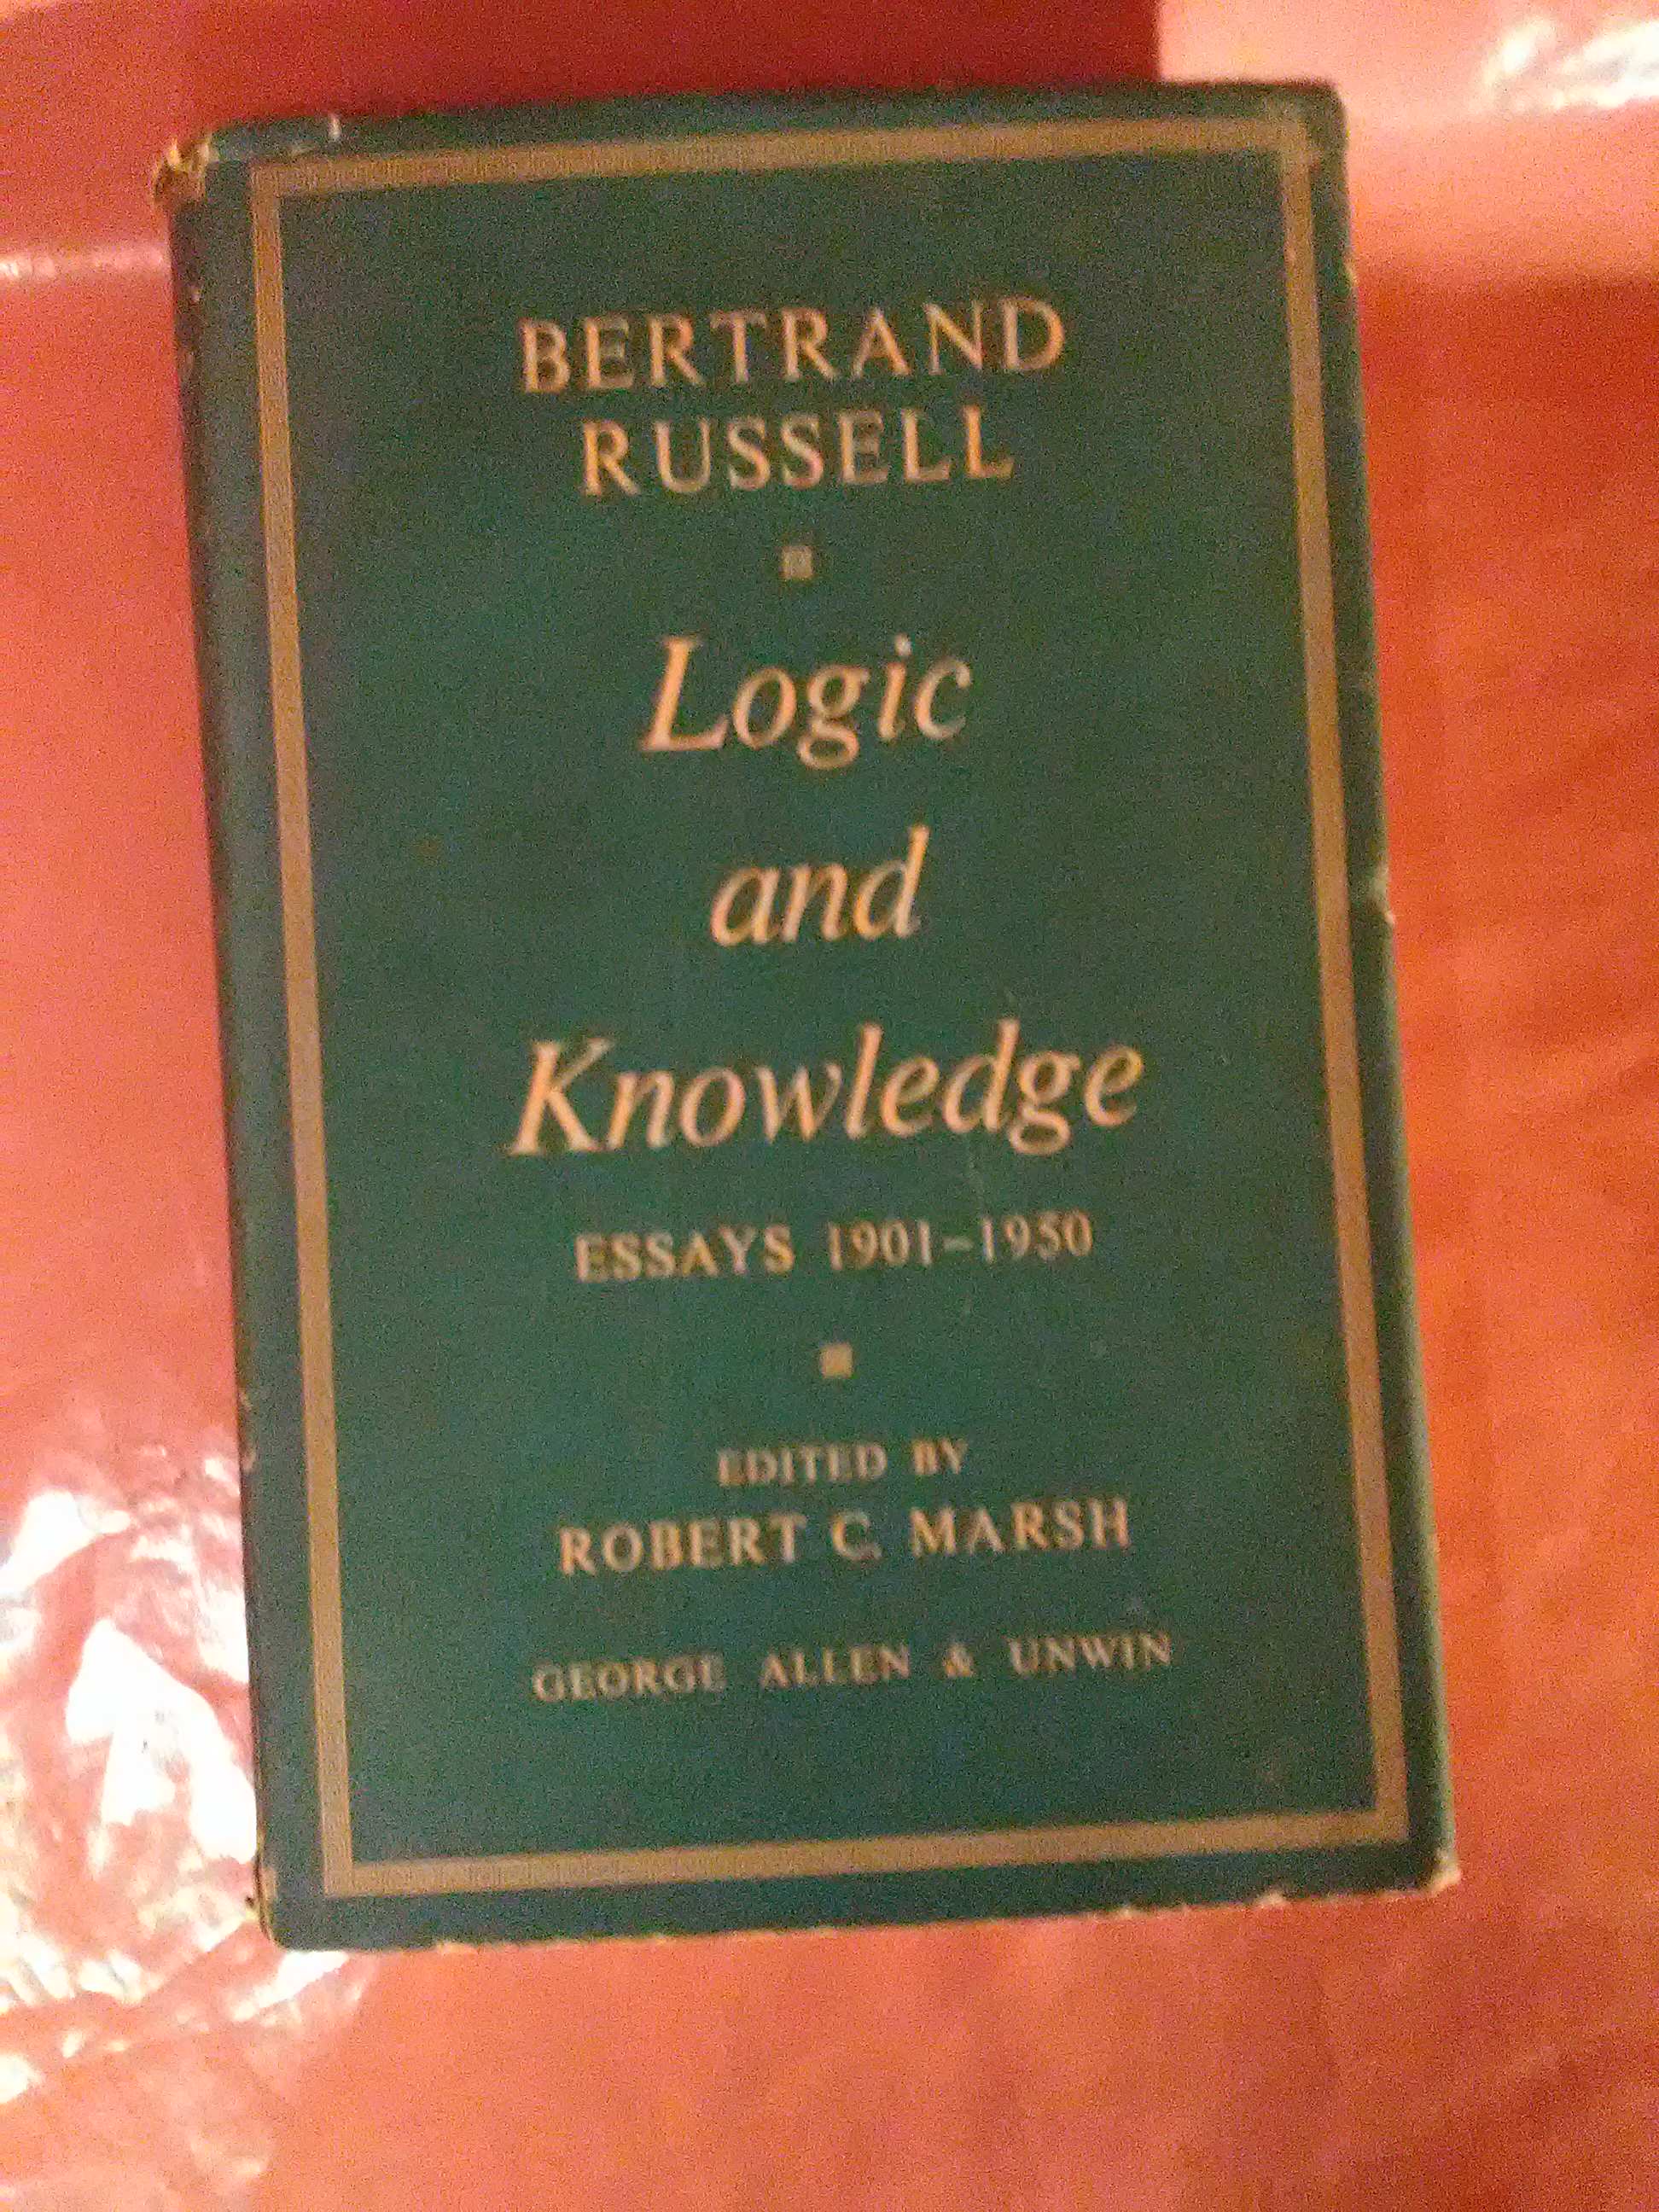 BERTRAND
RUSSELL
Logic
and
Knowledge
ESSAYS 1901–1950
EDITED BY
ROBERT C. MARSH
GEORGE ALLEN & UNWIN